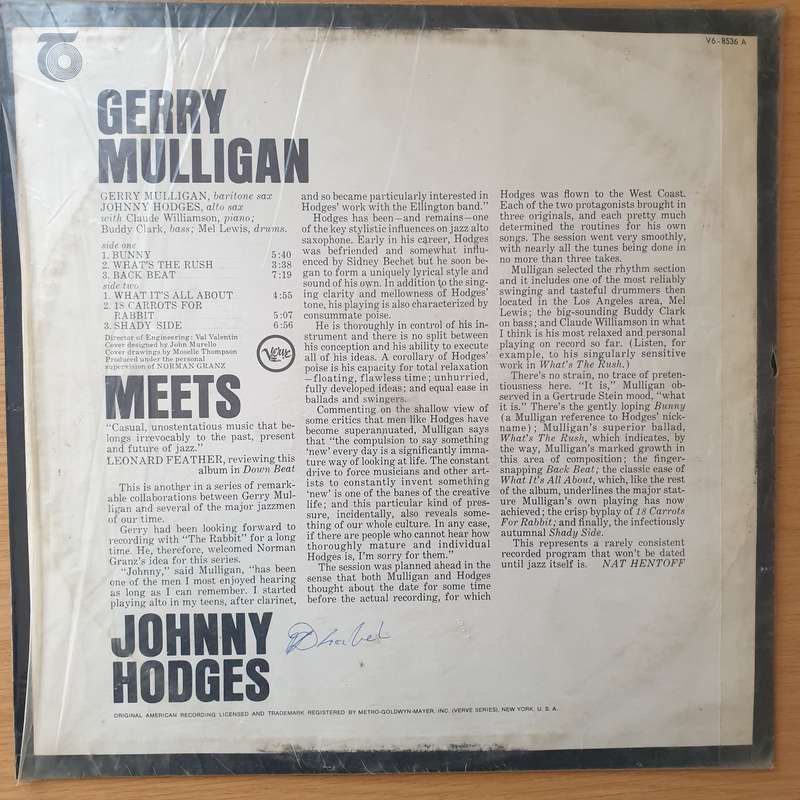 V6-8536 A
GERRY
MULLIGAN
GERRY MULLIGAN, baritone sax
JOHNNY HODGES, alto sax
with Claude Williamson, piano;
Buddy Clark, bass; Mel Lewis, drums.
side one
1. BUNNY 5:40
2. WHAT'S THE RUSH 3:38
3. BACK BEAT 7:19
side two
1. WHAT IT'S ALL ABOUT 4:55
2. 18 CARROTS FOR
RABBIT 5:07
3. SHADY SIDE 6:56
Director of Engineering: Val Valentin
Cover designed by John Murello
Cover drawings by Moselle Thompson
Produced under the personal
supervision of NORMAN GRANZ
Verve
MEETS
“Casual, unostentatious music that be-
longs irrevocably to the past, present
and future of jazz.”
LEONARD FEATHER, reviewing this
album in Down Beat
This is another in a series of remark-
able collaborations between Gerry Mul-
ligan and several of the major jazzmen
of our time.
Gerry had been looking forward to
recording with “The Rabbit” for a long
time. He, therefore, welcomed Norman
Granz's idea for this series.
“Johnny,” said Mulligan, “has been
one of the men I most enjoyed hearing
as long as I can remember. I started
playing alto in my teens, after clarinet,
and so became particularly interested in
Hodges' work with the Ellington band.”
Hodges has been—and remains—one
of the key stylistic influences on jazz alto
saxophone. Early in his career, Hodges
was befriended and somewhat influ-
enced by Sidney Bechet but he soon be-
gan to form a uniquely lyrical style and
sound of his own. In addition to the sing-
ing clarity and mellowness of Hodges'
tone, his playing is also characterized by
consummate poise.
He is thoroughly in control of his in-
strument and there is no split between
his conception and his ability to execute
all of his ideas. A corollary of Hodges'
poise is his capacity for total relaxation
—floating, flawless time; unhurried,
fully developed ideas; and equal ease in
ballads and swingers.
Commenting on the shallow view of
some critics that men like Hodges have
become superannuated, Mulligan says
that “the compulsion to say something
‘new’ every day is a significantly imma-
ture way of looking at life. The constant
drive to force musicians and other art-
ists to constantly invent something
‘new’ is one of the banes of the creative
life; and this particular kind of pres-
sure, incidentally, also reveals some-
thing of our whole culture. In any case,
if there are people who cannot hear how
thoroughly mature and individual
Hodges is, I'm sorry for them.”
The session was planned ahead in the
sense that both Mulligan and Hodges
thought about the date for some time
before the actual recording, for which
Hodges was flown to the West Coast.
Each of the two protagonists brought in
three originals, and each pretty much
determined the routines for his own
songs. The session went very smoothly,
with nearly all the tunes being done in
no more than three takes.
Mulligan selected the rhythm section
and it includes one of the most reliably
swinging and tasteful drummers then
located in the Los Angeles area, Mel
Lewis; the big-sounding Buddy Clark
on bass; and Claude Williamson in what
I think is his most relaxed and personal
playing on record so far. (Listen, for
example, to his singularly sensitive
work in What's The Rush.)
There's no strain, no trace of preten-
tiousness here. “It is,” Mulligan ob-
served in a Gertrude Stein mood, “what
it is.” There's the gently loping Bunny
(a Mulligan reference to Hodges' nick-
name); Mulligan's superior ballad,
What's The Rush, which indicates, by
the way, Mulligan's marked growth in
this area of composition; the finger-
snapping Back Beat; the classic ease of
What It's All About, which, like the rest
of the album, underlines the major stat-
ure Mulligan's own playing has now
achieved; the crisp byplay of 18 Carrots
For Rabbit; and finally, the infectiously
autumnal Shady Side.
This represents a rarely consistent
recorded program that won't be dated
until jazz itself is. NAT HENTOFF
JOHNNY
HODGES
ORIGINAL AMERICAN RECORDING LICENSED AND TRADEMARK REGISTERED BY METRO-GOLDWYN-MAYER, INC. (VERVE SERIES), NEW YORK, U. S. A.